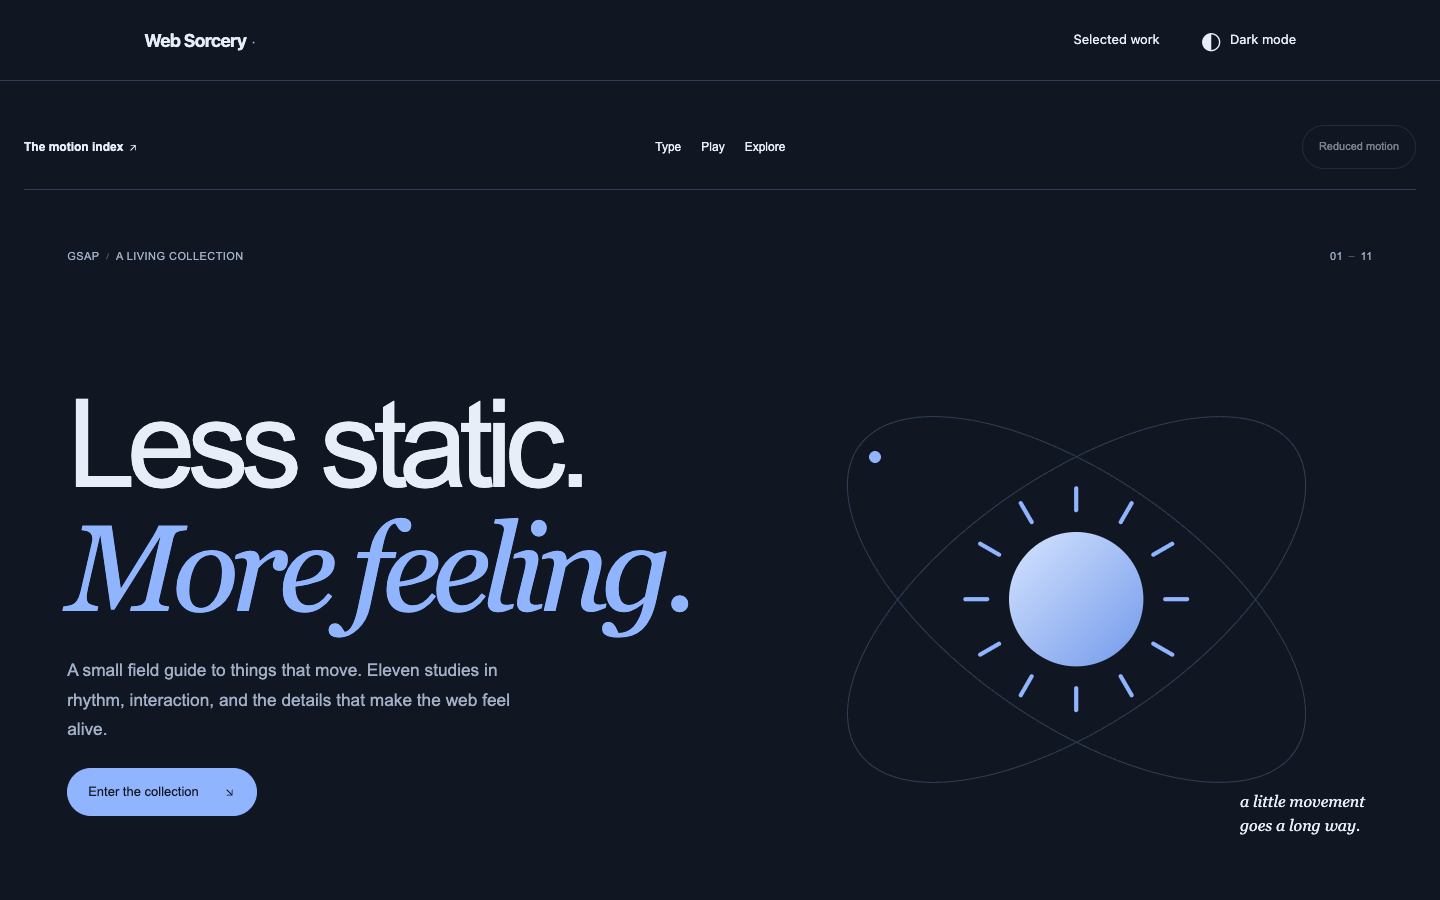 Web Sorcery
Selected work
Dark mode
The motion index ↗
Type Play Explore
Reduced motion
GSAP / A LIVING COLLECTION
01 – 11
Less static.
More feeling.
A small field guide to things that move. Eleven studies in
rhythm, interaction, and the details that make the web feel
alive.
Enter the collection ↘
a little movement
goes a long way.